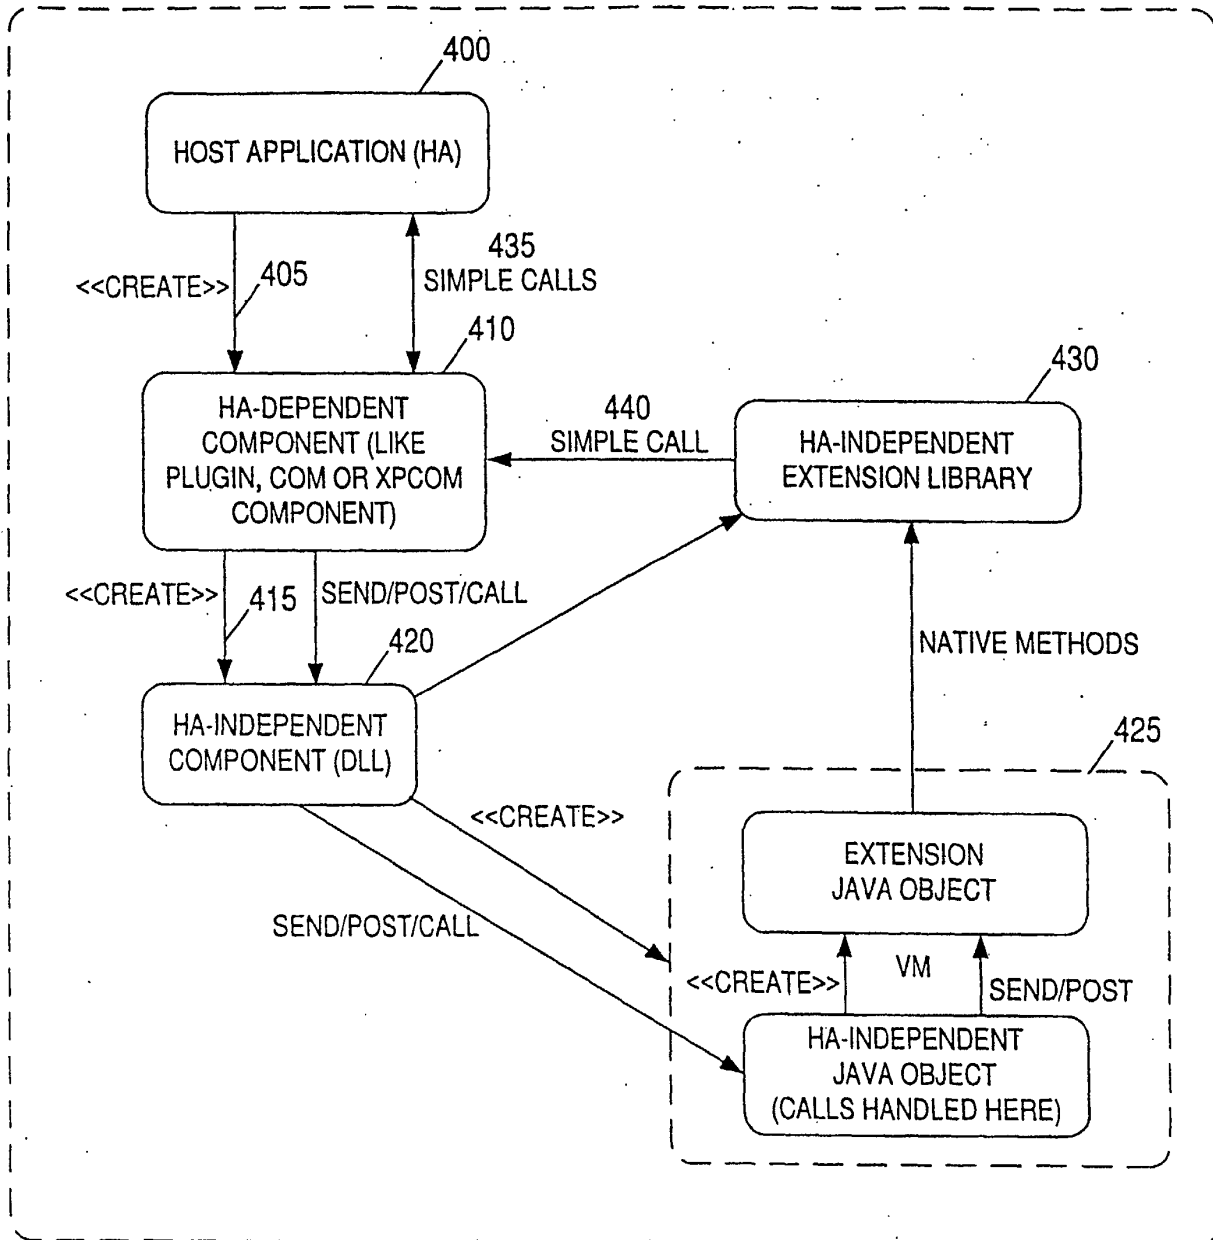 400
HOST APPLICATION (HA)
<<CREATE>>
405
435
SIMPLE CALLS
410
HA-DEPENDENT
COMPONENT (LIKE
PLUGIN, COM OR XPCOM
COMPONENT)
440
SIMPLE CALL
430
HA-INDEPENDENT
EXTENSION LIBRARY
<<CREATE>>
415
SEND/POST/CALL
420
HA-INDEPENDENT
COMPONENT (DLL)
NATIVE METHODS
425
<<CREATE>>
SEND/POST/CALL
EXTENSION
JAVA OBJECT
<<CREATE>>
VM
SEND/POST
HA-INDEPENDENT
JAVA OBJECT
(CALLS HANDLED HERE)